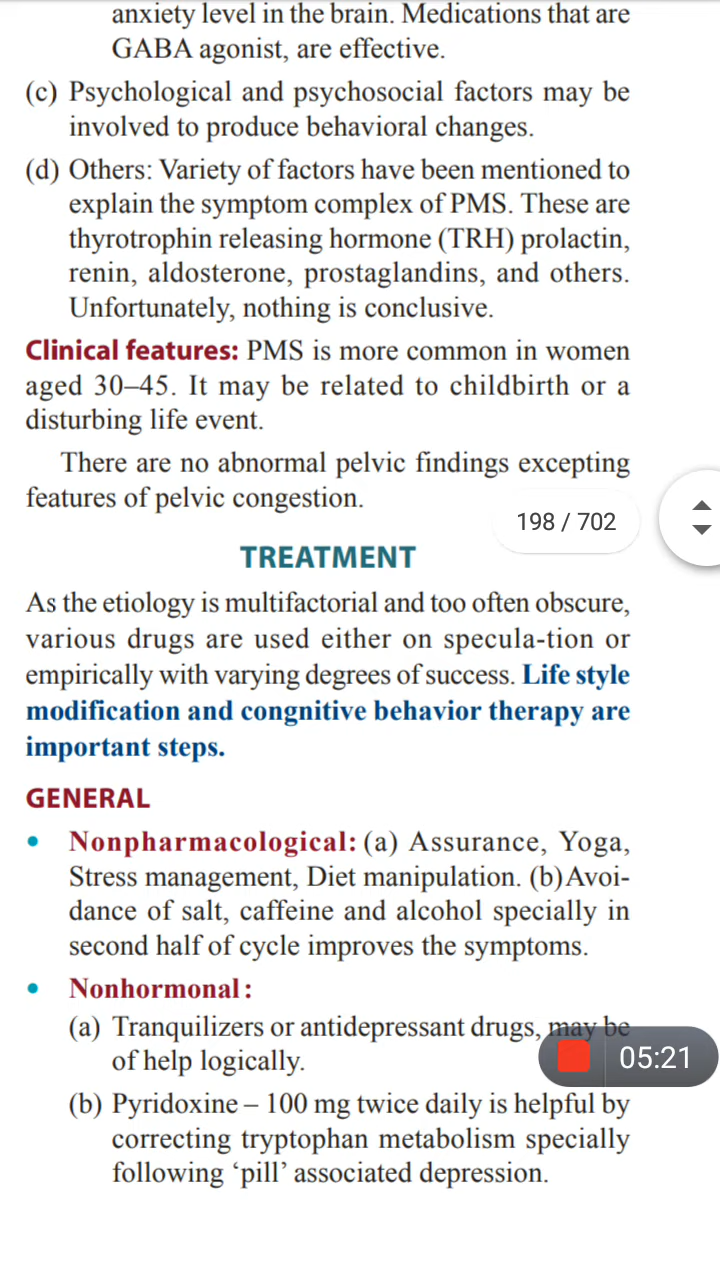 anxiety level in the brain. Medications that are
GABA agonist, are effective.
(c) Psychological and psychosocial factors may be
involved to produce behavioral changes.
(d) Others: Variety of factors have been mentioned to
explain the symptom complex of PMS. These are
thyrotrophin releasing hormone (TRH) prolactin,
renin, aldosterone, prostaglandins, and others.
Unfortunately, nothing is conclusive.
Clinical features: PMS is more common in women
aged 30–45. It may be related to childbirth or a
disturbing life event.
There are no abnormal pelvic findings excepting
features of pelvic congestion.
198 / 702
TREATMENT
As the etiology is multifactorial and too often obscure,
various drugs are used either on specula-tion or
empirically with varying degrees of success. Life style
modification and congnitive behavior therapy are
important steps.
GENERAL
• Nonpharmacological: (a) Assurance, Yoga,
Stress management, Diet manipulation. (b) Avoi-
dance of salt, caffeine and alcohol specially in
second half of cycle improves the symptoms.
• Nonhormonal:
(a) Tranquilizers or antidepressant drugs, may be
of help logically.
05:21
(b) Pyridoxine – 100 mg twice daily is helpful by
correcting tryptophan metabolism specially
following ‘pill’ associated depression.